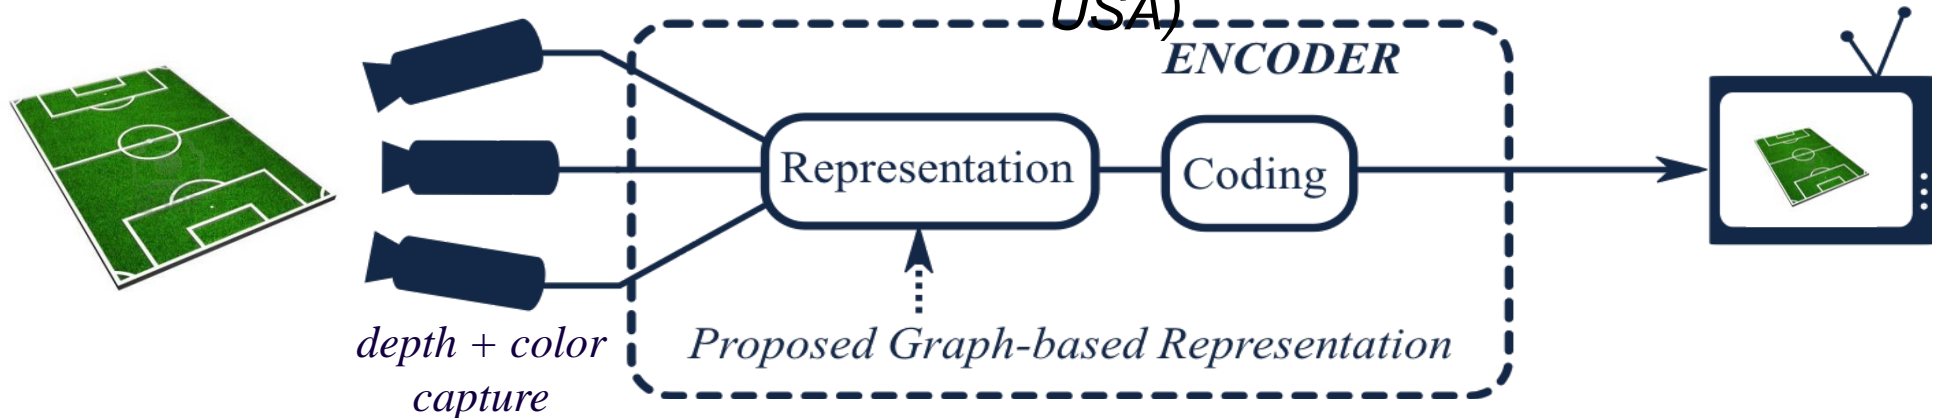 USA)
ENCODER
Representation
Coding
Proposed Graph-based Representation
depth + color
capture